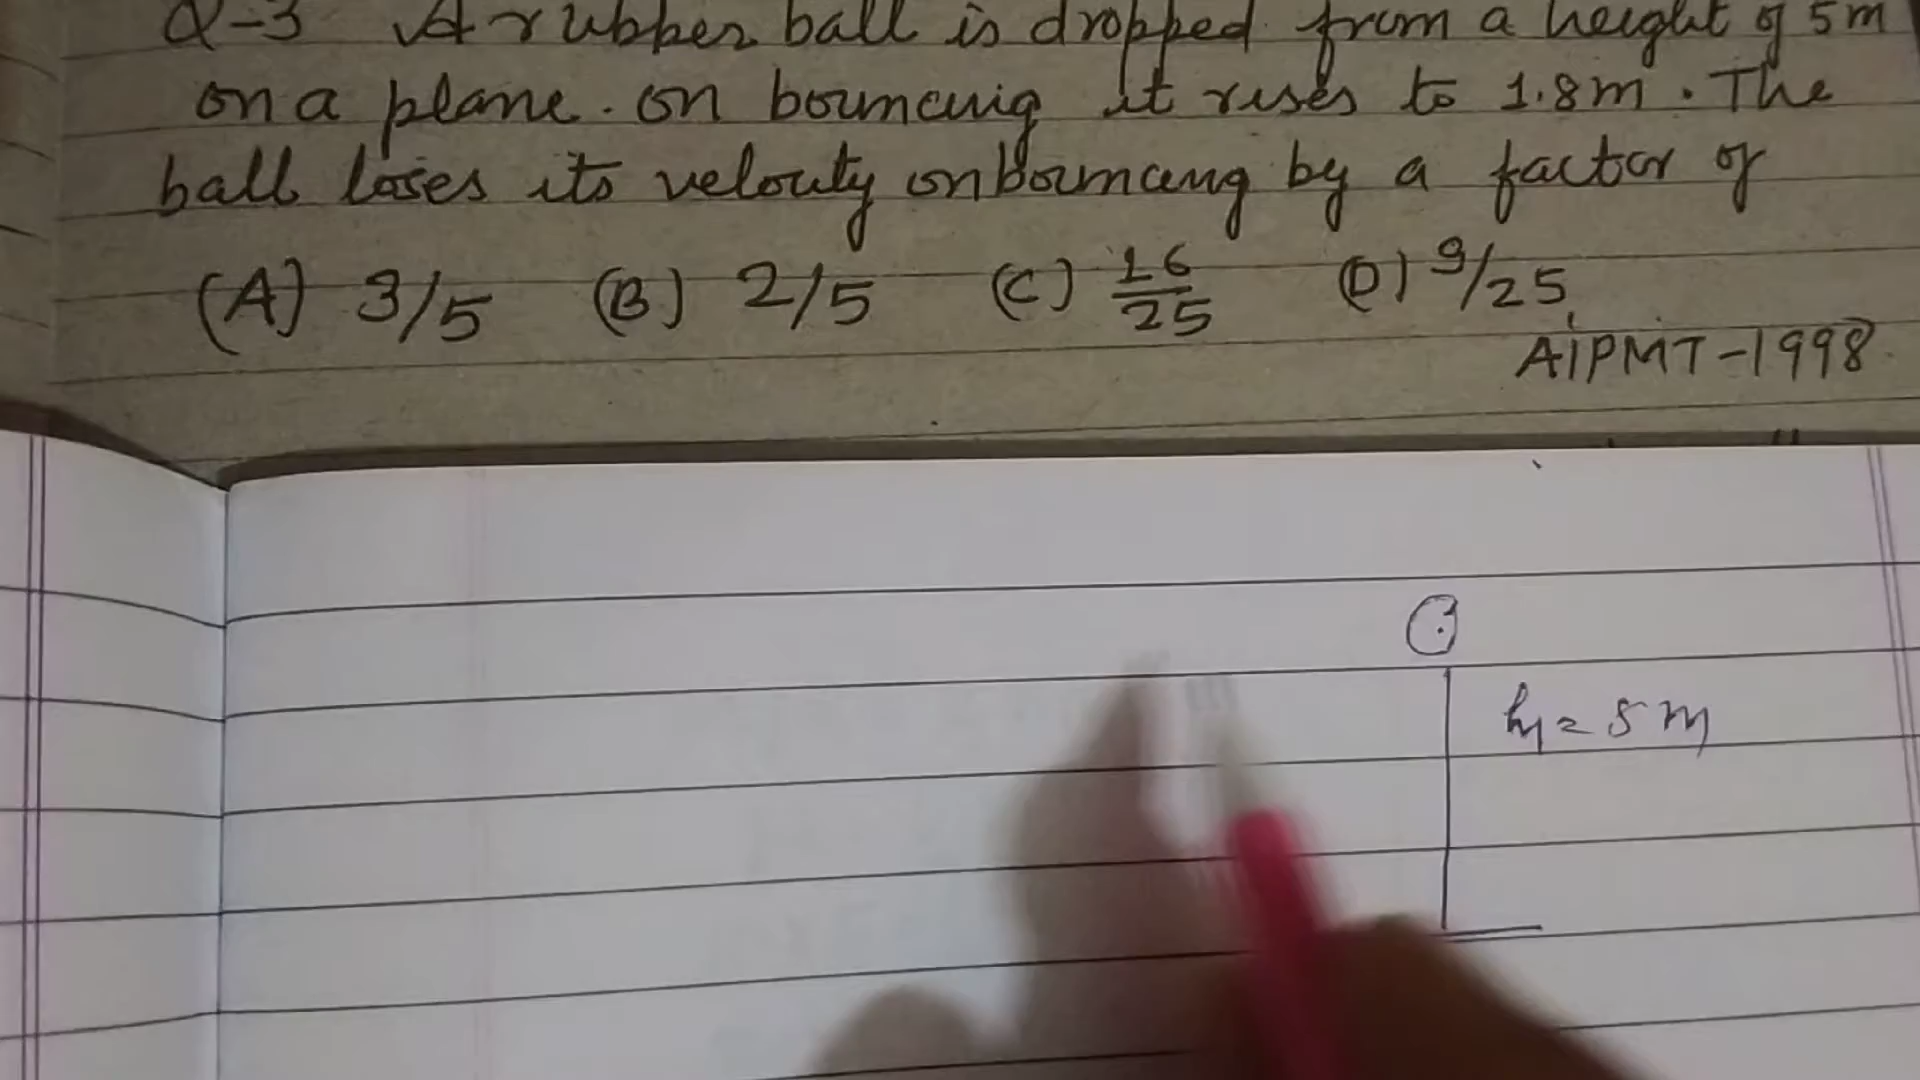 Q-3 A rubber ball is dropped from a height of 5m
on a plane. on bouncing it rises to 1.8m. The
ball loses its velocity on bouncing by a factor of
(A) 3/5 (B) 2/5 (C) 16/25 (D) 9/25
AIPMT-1998
h1 = 5 m